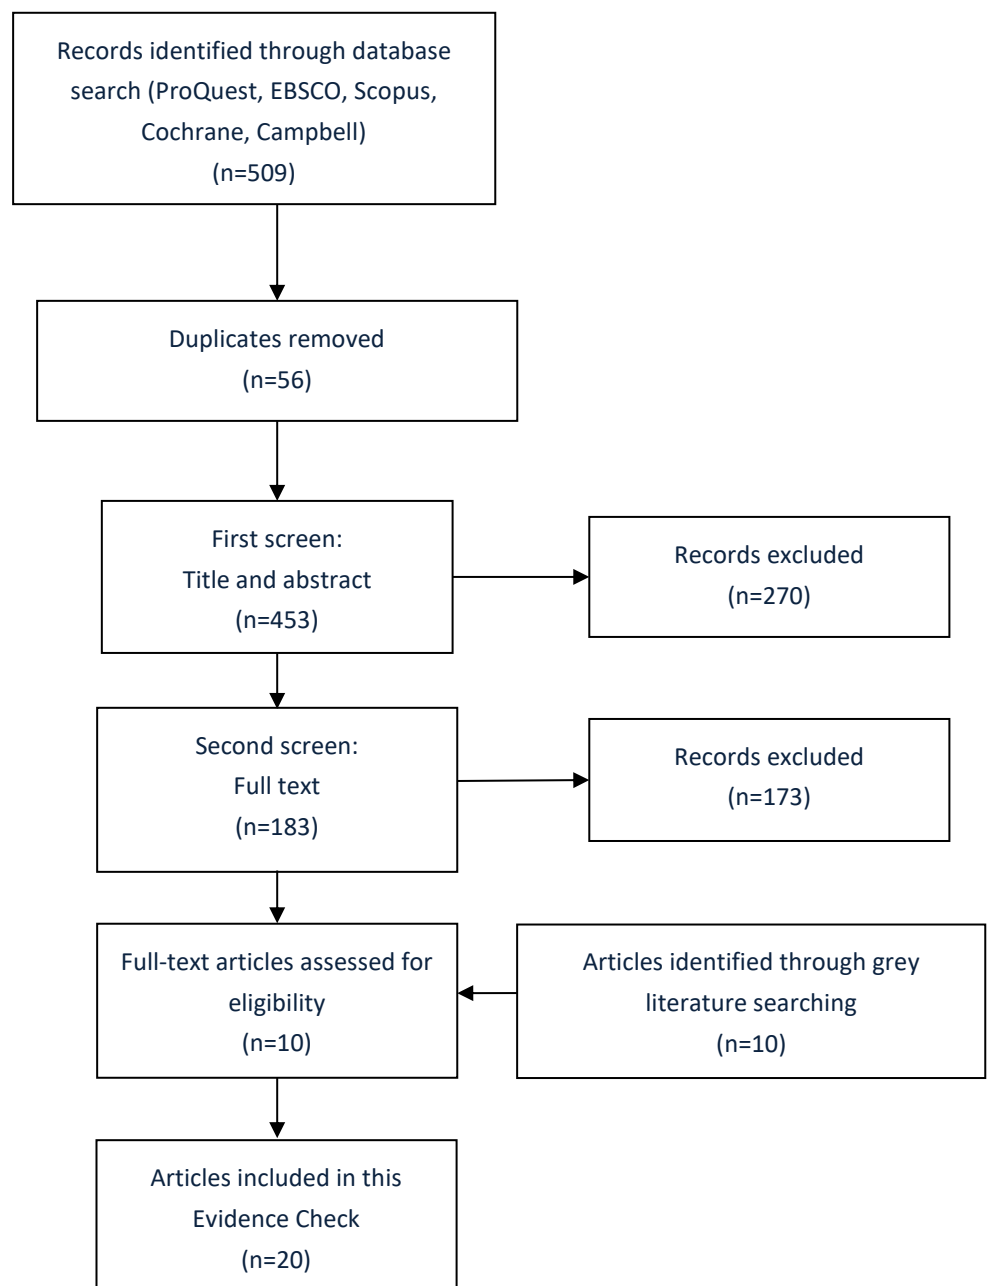 Records identified through database
search (ProQuest, EBSCO, Scopus,
Cochrane, Campbell)
(n=509)
Duplicates removed
(n=56)
First screen:
Title and abstract
(n=453)
Records excluded
(n=270)
Second screen:
Full text
(n=183)
Records excluded
(n=173)
Full-text articles assessed for
eligibility
(n=10)
Articles identified through grey
literature searching
(n=10)
Articles included in this
Evidence Check
(n=20)